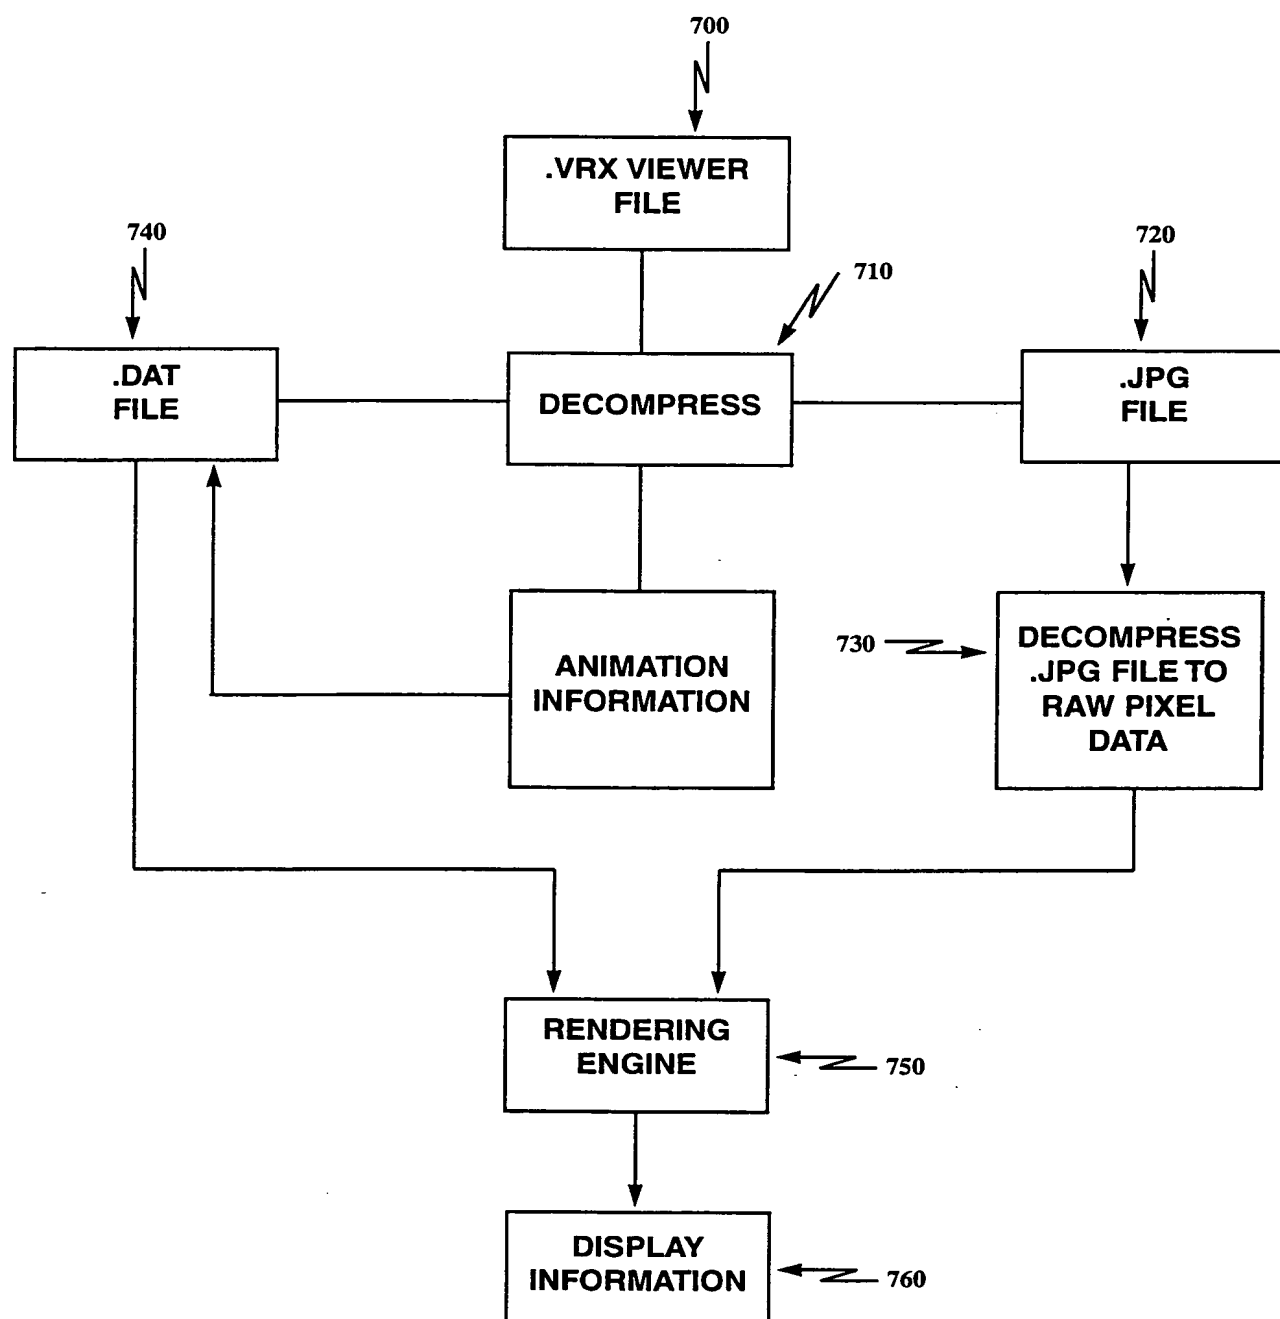 700
.VRX VIEWER
FILE
740
720
710
.DAT
FILE
DECOMPRESS
.JPG
FILE
730
ANIMATION
INFORMATION
DECOMPRESS
.JPG FILE TO
RAW PIXEL
DATA
RENDERING
ENGINE
750
DISPLAY
INFORMATION
760